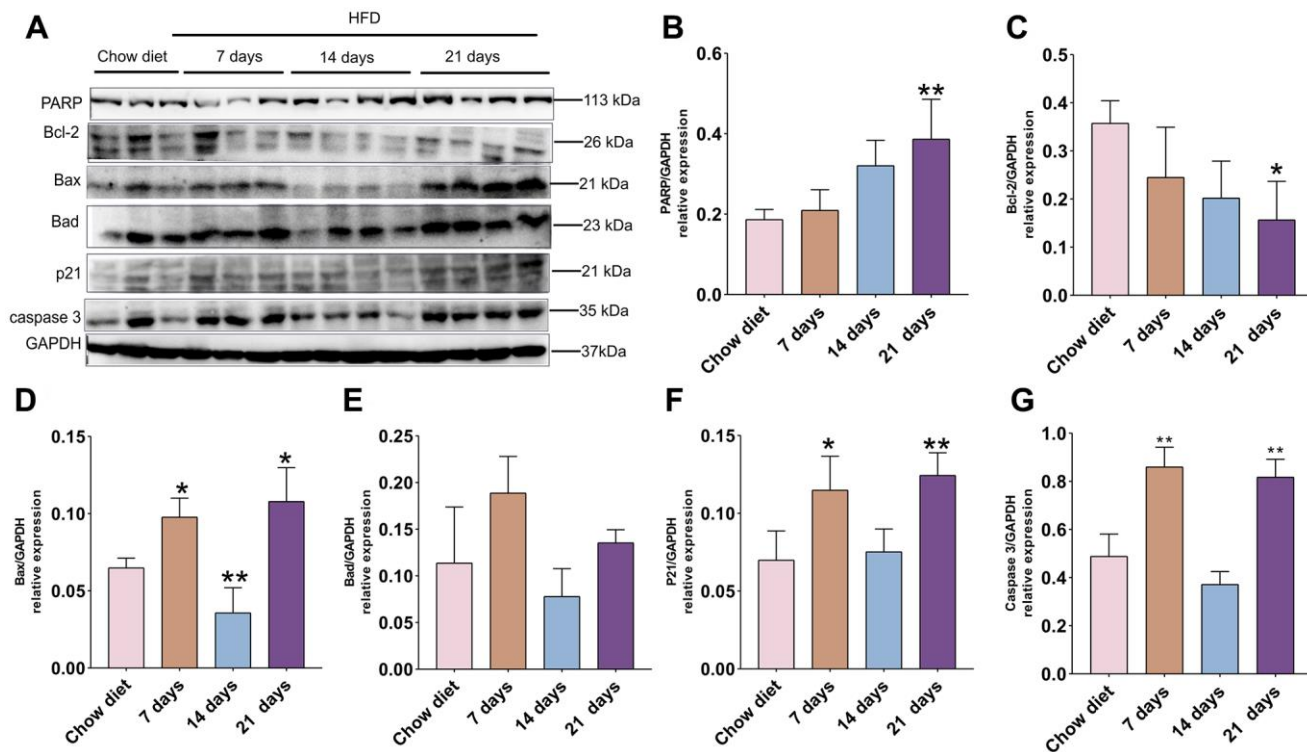 A
HFD
Chow diet
7 days
14 days
21 days
PARP
113 kDa
Bcl-2
26 kDa
Bax
21 kDa
Bad
23 kDa
p21
21 kDa
caspase 3
35 kDa
GAPDH
37kDa
B
PARP/GAPDH
relative expression
0.6
0.4
0.2
0.0
**
Chow diet
7 days
14 days
21 days
C
Bcl-2/GAPDH
relative expression
0.5
0.4
0.3
0.2
0.1
0.0
*
Chow diet
7 days
14 days
21 days
D
Bax/GAPDH
relative expression
0.15
0.10
0.05
0.00
*
**
*
Chow diet
7 days
14 days
21 days
E
Bad/GAPDH
relative expression
0.25
0.20
0.15
0.10
0.05
0.00
Chow diet
7 days
14 days
21 days
F
P21/GAPDH
relative expression
0.15
0.10
0.05
0.00
*
**
Chow diet
7 days
14 days
21 days
G
Caspase 3/GAPDH
relative expression
1.0
0.8
0.6
0.4
0.2
0.0
**
**
Chow diet
7 days
14 days
21 days